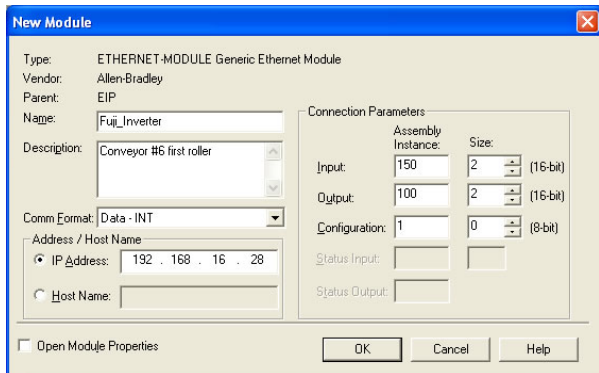 New Module
Type: ETHERNET-MODULE Generic Ethernet Module
Vendor: Allen-Bradley
Parent: EIP
Name: Fuji_Inverter
Description: Conveyor #6 first roller
Comm Format: Data - INT
Address / Host Name
IP Address: 192 . 168 . 16 . 28
Host Name:
Connection Parameters
Assembly
Instance: Size:
Input: 150 2 (16-bit)
Output: 100 2 (16-bit)
Configuration: 1 0 (8-bit)
Status Input:
Status Output:
Open Module Properties
OK Cancel Help